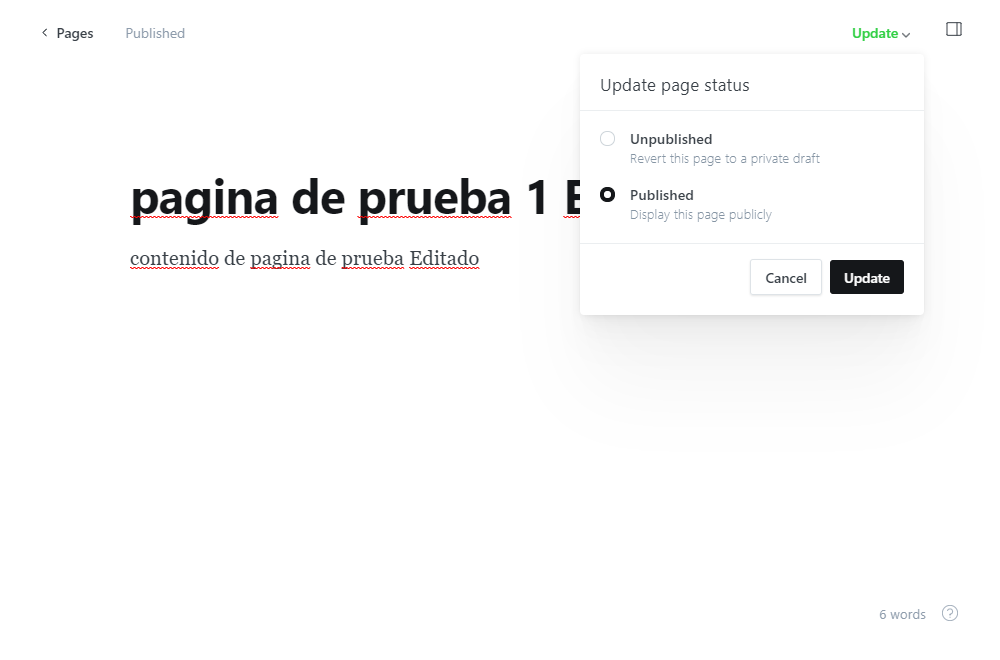 Pages Published Update
Update page status
Unpublished
Revert this page to a private draft
Published
Display this page publicly
Cancel Update
pagina de prueba 1 E
contenido de pagina de prueba Editado
6 words